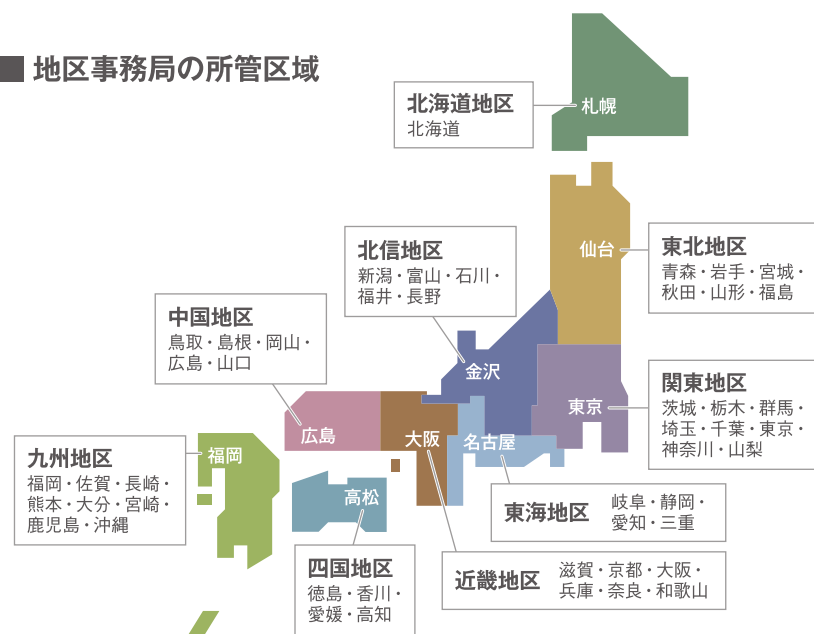 ■ 地区事務局の所管区域
北海道地区
北海道
札幌
仙台
東北地区
青森・岩手・宮城・
秋田・山形・福島
北信地区
新潟・富山・石川・
福井・長野
金沢
中国地区
鳥取・島根・岡山・
広島・山口
広島
関東地区
茨城・栃木・群馬・
埼玉・千葉・東京・
神奈川・山梨
東京
大阪
名古屋
九州地区
福岡・佐賀・長崎・
熊本・大分・宮崎・
鹿児島・沖縄
福岡
高松
東海地区
岐阜・静岡・
愛知・三重
四国地区
徳島・香川・
愛媛・高知
近畿地区
滋賀・京都・大阪・
兵庫・奈良・和歌山